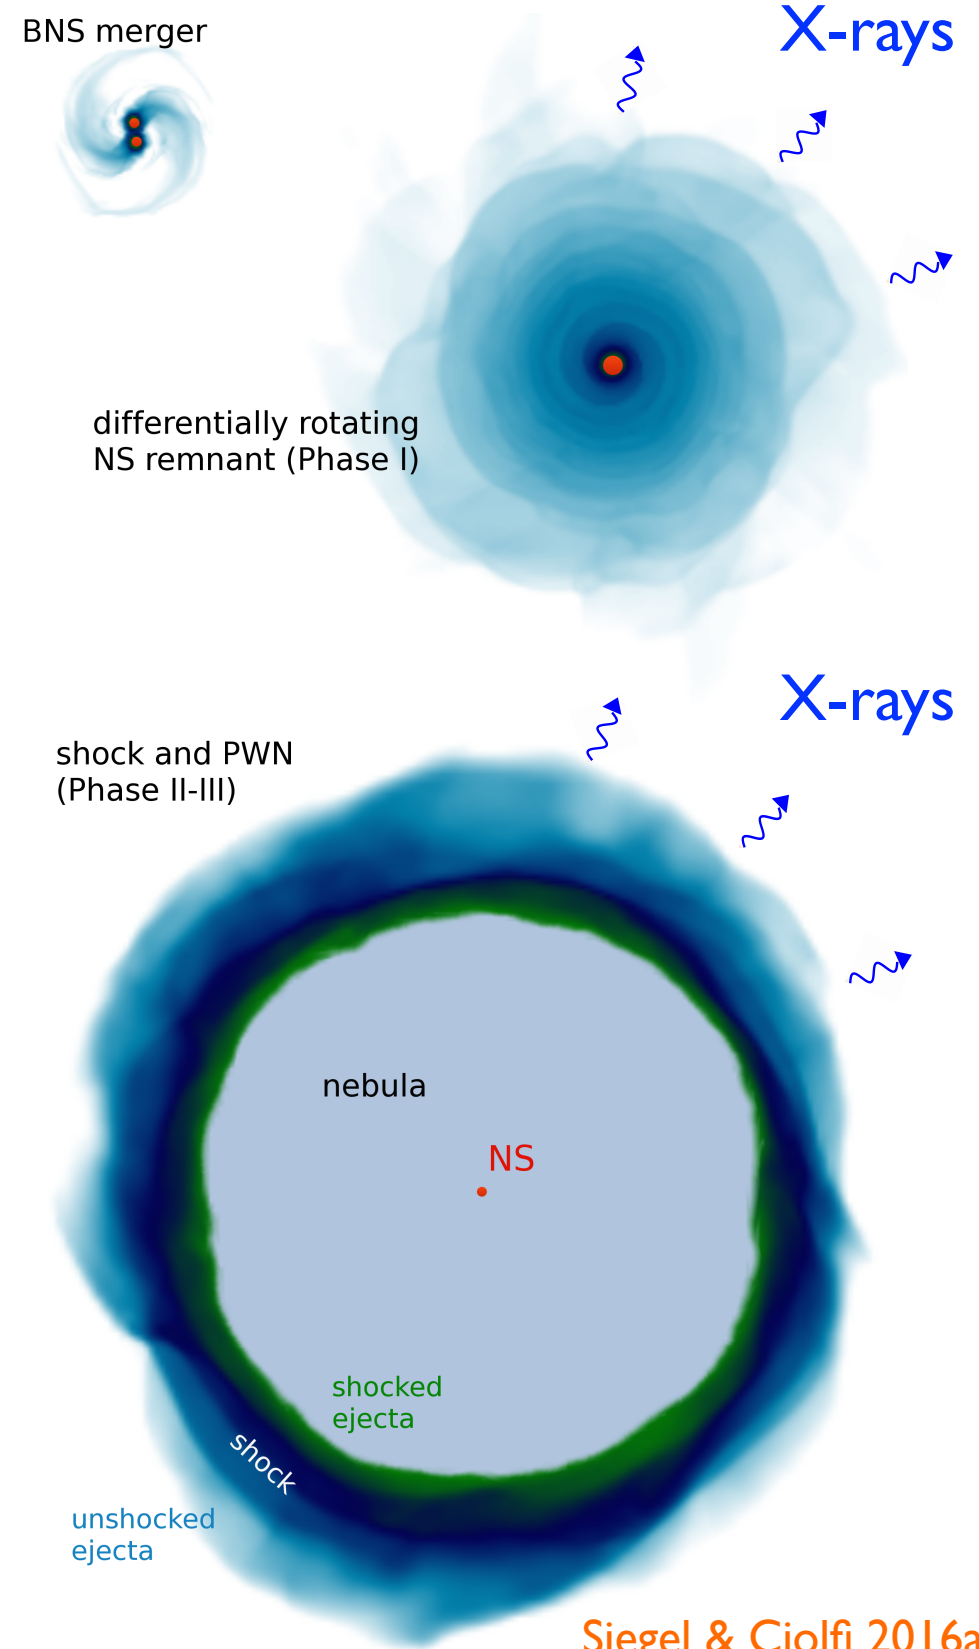 BNS merger
X-rays
differentially rotating
NS remnant (Phase I)
X-rays
shock and PWN
(Phase II-III)
nebula
NS
shocked
ejecta
shock
unshocked
ejecta
Siegel & Ciolfi 2016a